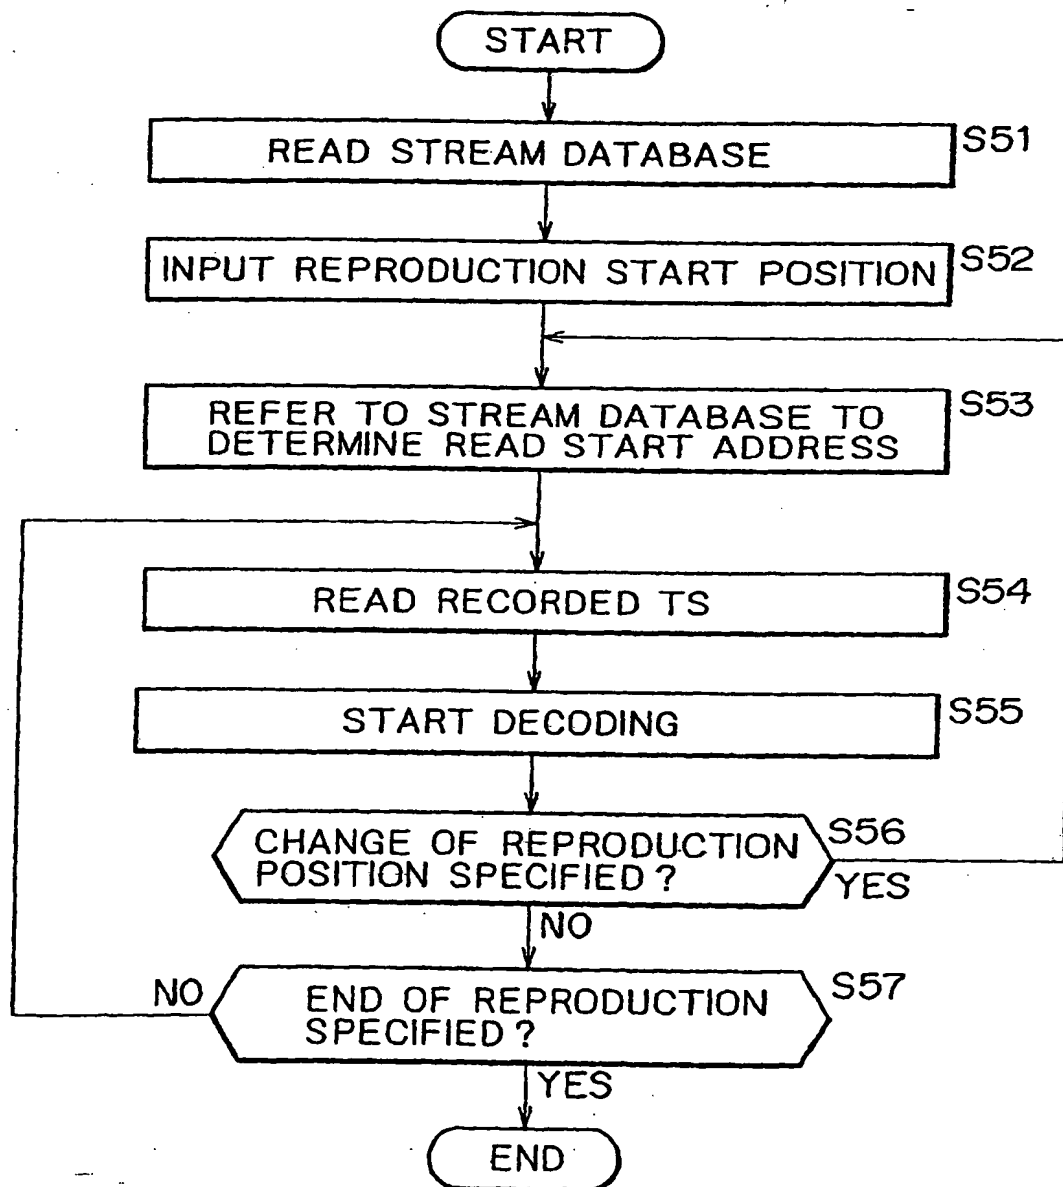 START
READ STREAM DATABASE
S51
INPUT REPRODUCTION START POSITION
S52
REFER TO STREAM DATABASE TO
DETERMINE READ START ADDRESS
S53
READ RECORDED TS
S54
START DECODING
S55
CHANGE OF REPRODUCTION
POSITION SPECIFIED?
S56
YES
NO
END OF REPRODUCTION
SPECIFIED?
S57
NO
YES
END